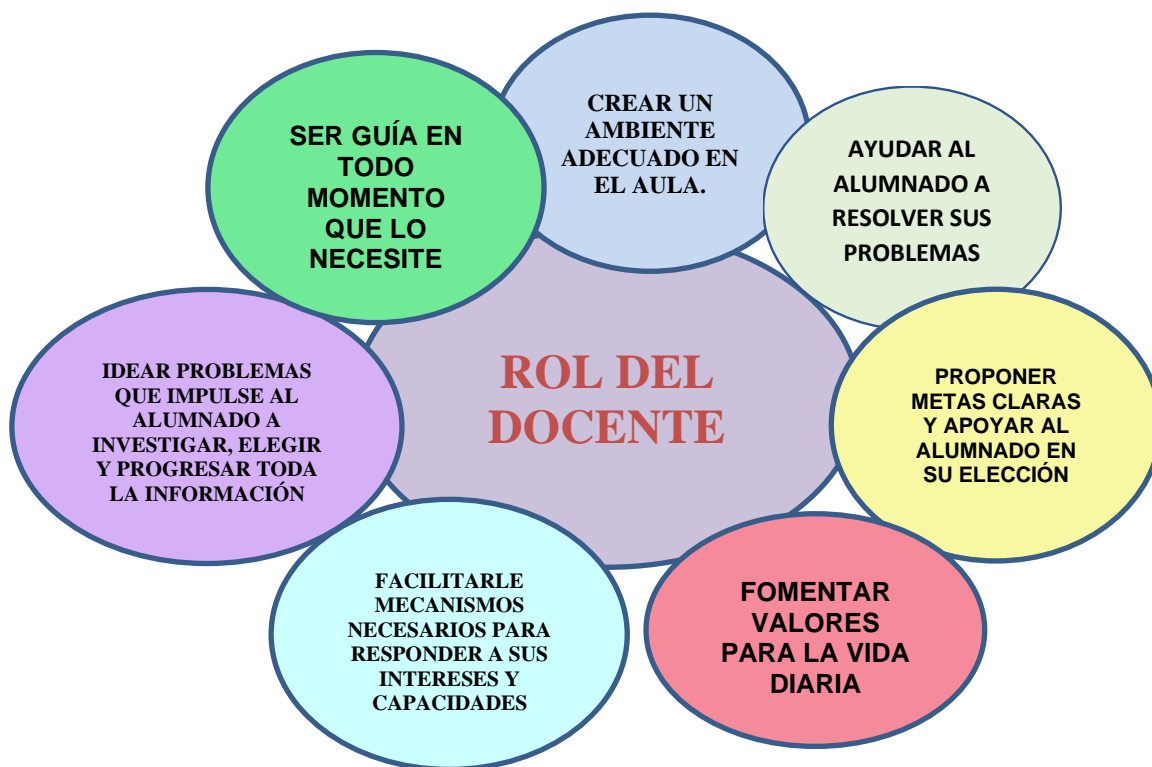 CREAR UN
AMBIENTE
ADECUADO EN
EL AULA.
AYUDAR AL
ALUMNADO A
RESOLVER SUS
PROBLEMAS
PROPONER
METAS CLARAS
Y APOYAR AL
ALUMNADO EN
SU ELECCIÓN
FOMENTAR
VALORES
PARA LA VIDA
DIARIA
FACILITARLE
MECANISMOS
NECESARIOS PARA
RESPONDER A SUS
INTERESES Y
CAPACIDADES
IDEAR PROBLEMAS
QUE IMPULSE AL
ALUMNADO A
INVESTIGAR, ELEGIR
Y PROGRESAR TODA
LA INFORMACIÓN
SER GUÍA EN
TODO
MOMENTO
QUE LO
NECESITE
ROL DEL
DOCENTE